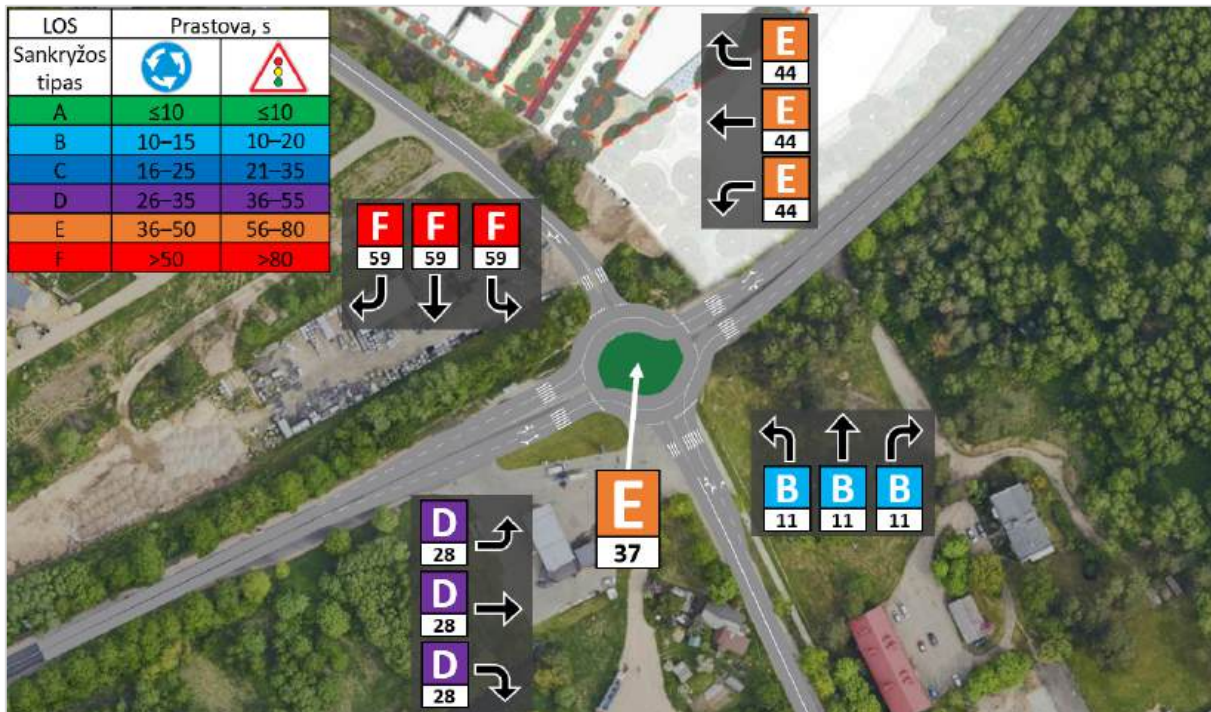 LOS Prastova, s
Sankryžos
tipas
A ≤10 ≤10
B 10–15 10–20
C 16–25 21–35
D 26–35 36–55
E 36–50 56–80
F >50 >80
E
44
E
44
E
44
F F F
59 59 59
B B B
11 11 11
D
28
D
28
D
28
E
37